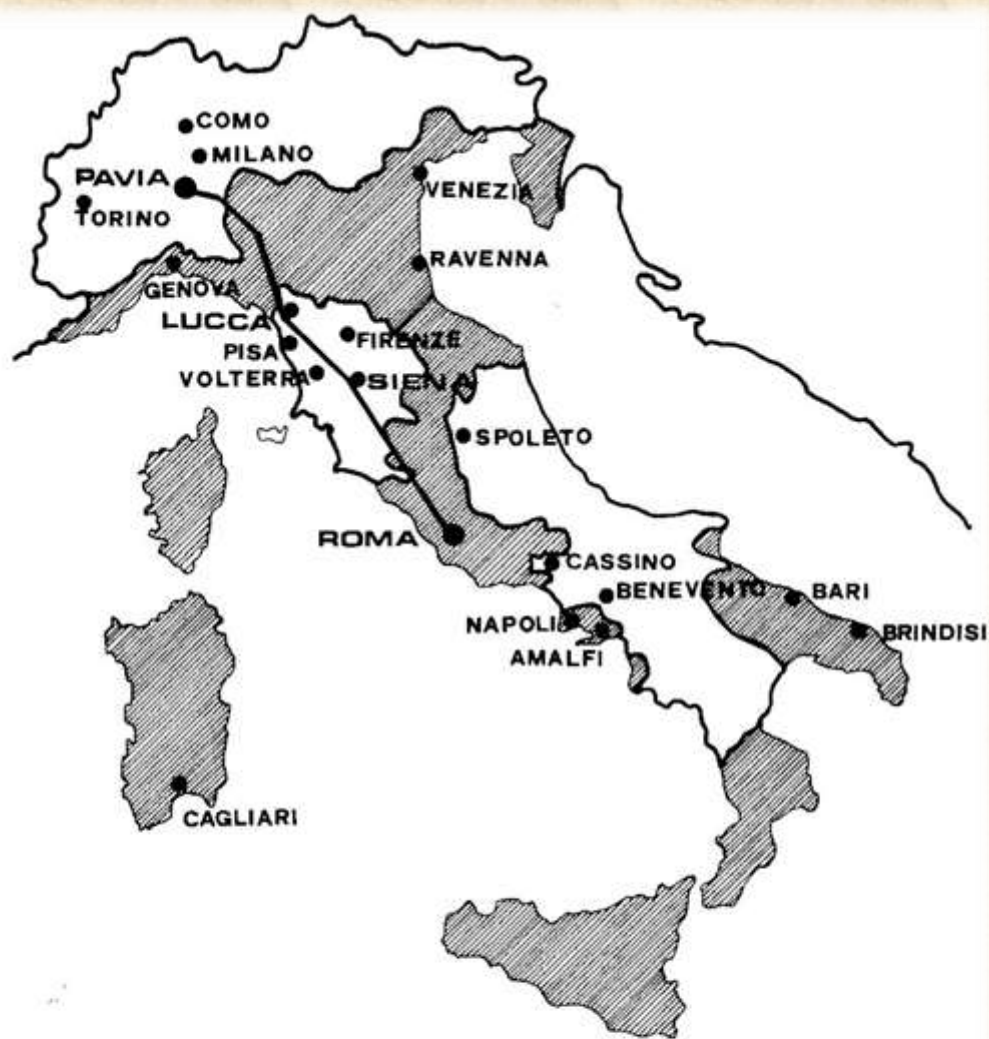 COMO
MILANO
PAVIA
VENEZIA
TORINO
RAVENNA
GENOVA
LUCCA
FIRENZE
PISA
VOLTERRA
SIENA
SPOLETO
ROMA
CASSINO
BENEVENTO
BARI
NAPOLI
BRINDISI
AMALFI
CAGLIARI